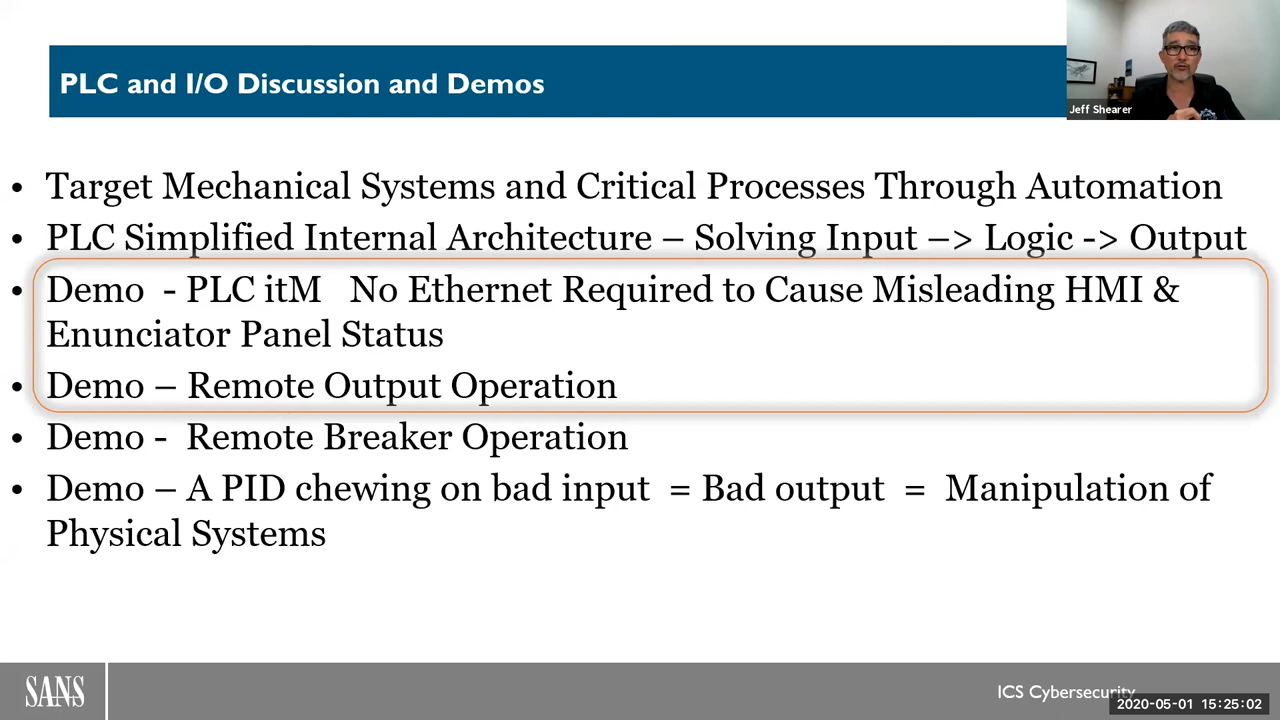 PLC and I/O Discussion and Demos
Jeff Shearer
• Target Mechanical Systems and Critical Processes Through Automation
• PLC Simplified Internal Architecture – Solving Input –> Logic -> Output
• Demo - PLC itM No Ethernet Required to Cause Misleading HMI &
Enunciator Panel Status
• Demo – Remote Output Operation
• Demo - Remote Breaker Operation
• Demo – A PID chewing on bad input = Bad output = Manipulation of
Physical Systems
SANS
ICS Cybersecurity
2020-05-01 15:25:02